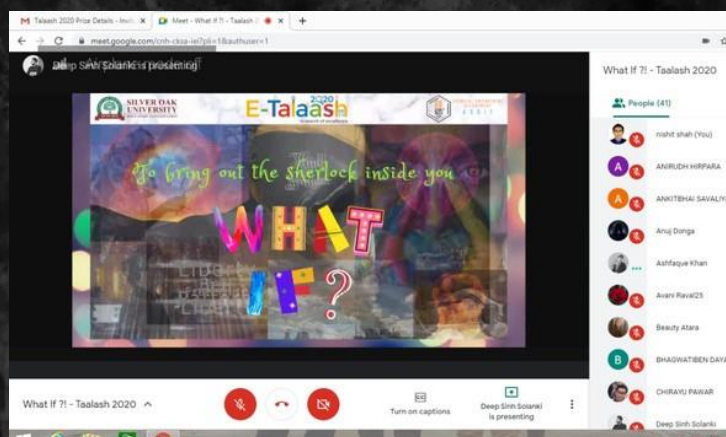 Talaash 2020 Prize Details - Invit
Meet - What If ?! - Taalash 2
meet.google.com/cnh-cksa-iei?pli=1&authuser=1
Deep Sinh Solanki is presenting
What If ?! - Taalash 2020
People (41)
SILVER OAK
UNIVERSITY
E-Talaash
2020
To bring out the sherlock inside you
WHAT
IF?
nishit shah (You)
A
ANIRUDH HIRPARA
A
ANKITBHAI SAVALIY
Anuj Donga
Ashfaque Khan
Avani Raval25
Beauty Atara
B
BHAGWATIBEN DAYA
CHIRAYU PAWAR
Deep Sinh Solanki
What If ?! - Taalash 2020
Turn on captions
Deep Sinh Solanki
is presenting